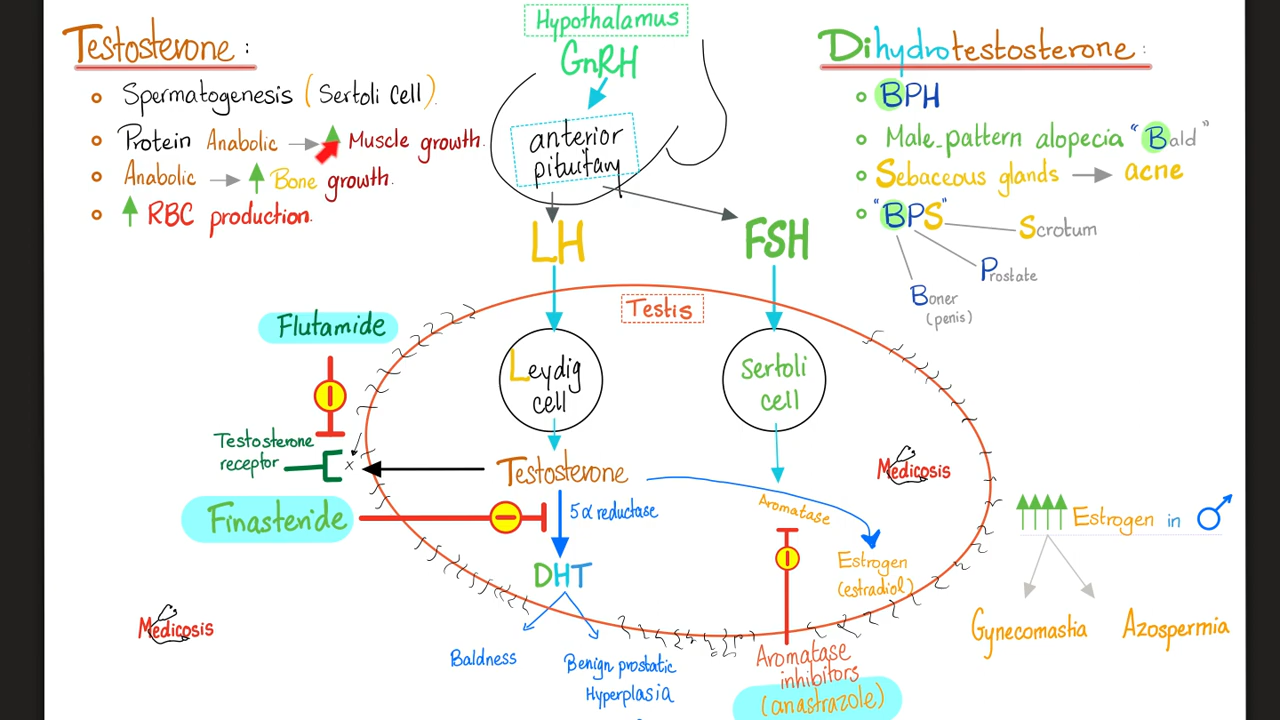 Testosterone :
Spermatogenesis (Sertoli Cell).
Protein Anabolic → ↑ Muscle growth.
Anabolic → ↑ Bone growth.
↑ RBC production.
Hypothalamus
GnRH
anterior
pituitary
LH
FSH
Dihydrotestosterone :
BPH
Male_pattern alopecia "Bald"
Sebaceous glands → acne
"BPS"
Scrotum
Prostate
Boner
(penis)
Testis
Flutamide
Leydig
cell
Sertoli
cell
Testosterone
receptor
x
Testosterone
Medicosis
Finasteride
5α reductase
Aromatase
Estrogen
(estradiol)
DHT
↑↑↑↑ Estrogen in ♂
Gynecomastia
Azospermia
Medicosis
Baldness
Benign prostatic
Hyperplasia
Aromatase
inhibitors
(anastrazole)